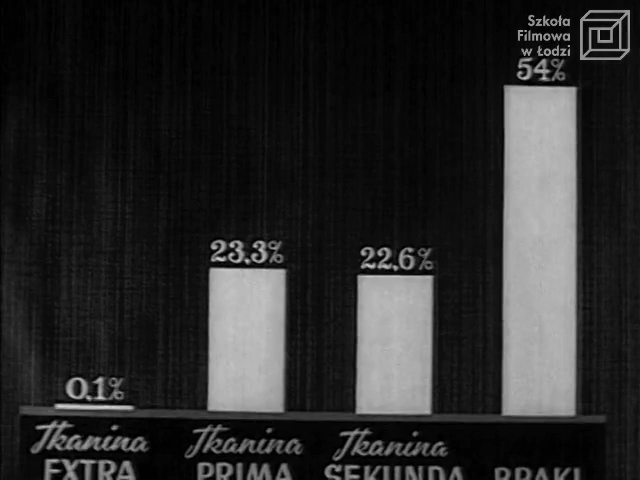 Szkoła
Filmowa
w Łodzi
54%
23,3%
22,6%
0,1%
Tkanina Tkanina Tkanina
EXTRA PRIMA SEKUNDA BRAKI